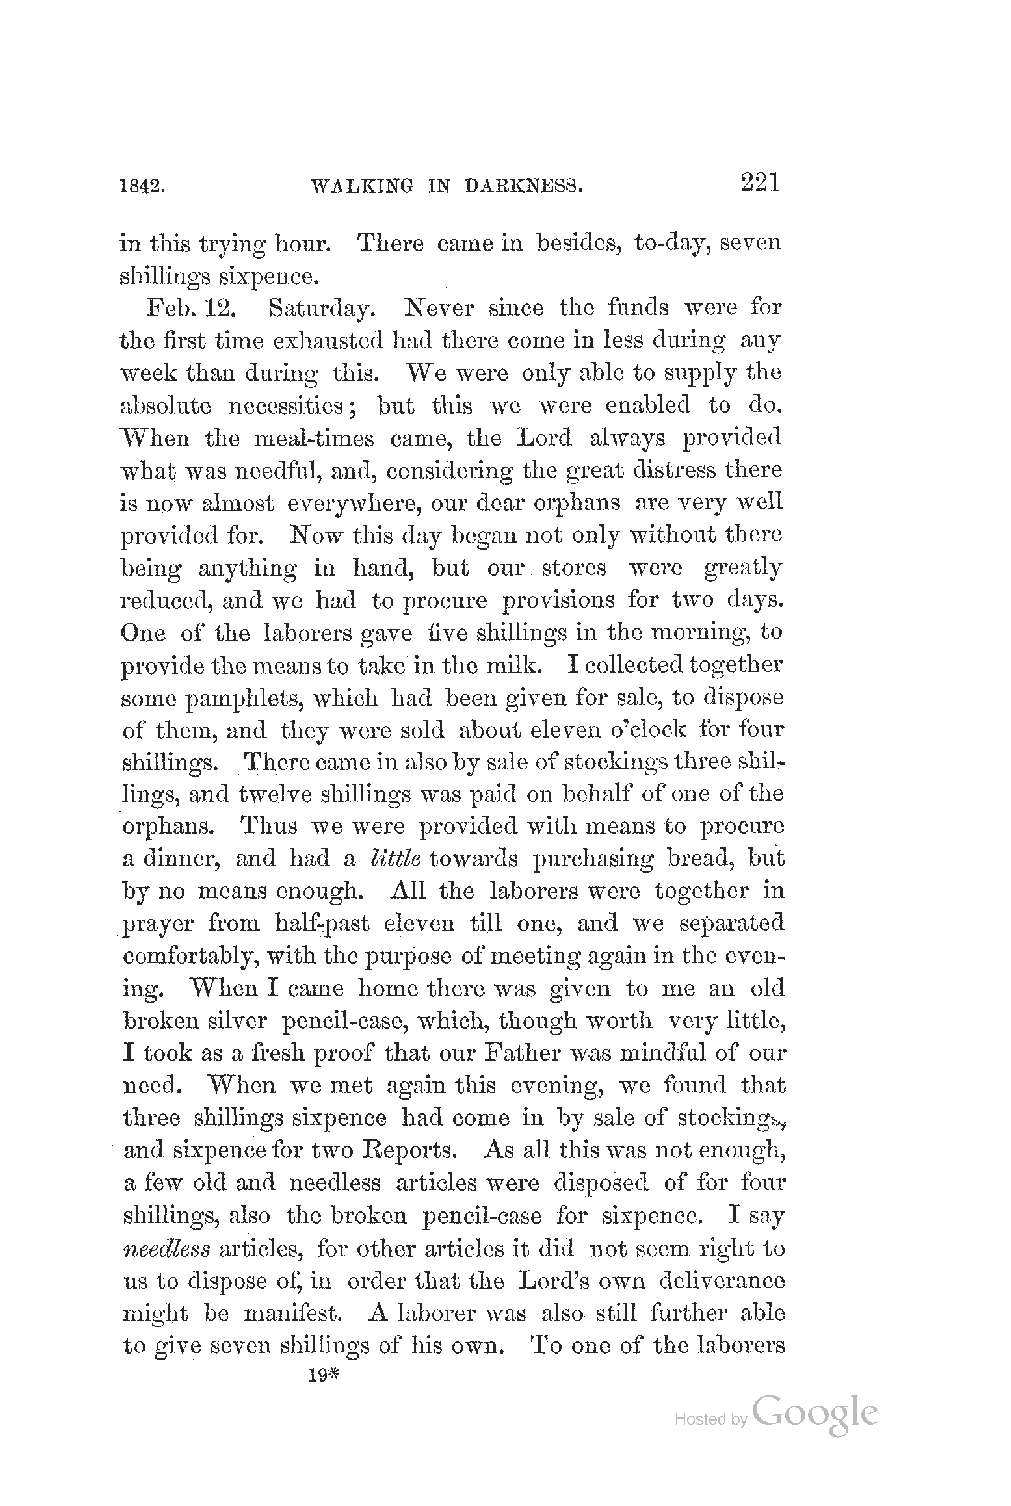 1842. WALKING IN DARKNESS. 221
in this trying hour. There came in besides, to-day, seven
shillings sixpence.
Feb. 12. Saturday. Never since the funds were for
the first time exhausted had there come in less during any
week than during this. We were only able to supply the
absolute necessities; but this we were enabled to do.
When the meal-times came, the Lord always provided
what was needful, and, considering the great distress there
is now almost everywhere, our dear orphans are very well
provided for. Now this day began not only without there
being anything in hand, but our stores were greatly
reduced, and we had to procure provisions for two days.
One of the laborers gave five shillings in the morning, to
provide the means to take in the milk. I collected together
some pamphlets, which had been given for sale, to dispose
of them, and they were sold about eleven o'clock for four
shillings. There came in also by sale of stockings three shil-
lings, and twelve shillings was paid on behalf of one of the
orphans. Thus we were provided with means to procure
a dinner, and had a little towards purchasing bread, but
by no means enough. All the laborers were together in
prayer from half-past eleven till one, and we separated
comfortably, with the purpose of meeting again in the even-
ing. When I came home there was given to me an old
broken silver pencil-case, which, though worth very little,
I took as a fresh proof that our Father was mindful of our
need. When we met again this evening, we found that
three shillings sixpence had come in by sale of stockings,
and sixpence for two Reports. As all this was not enough,
a few old and needless articles were disposed of for four
shillings, also the broken pencil-case for sixpence. I say
needless articles, for other articles it did not seem right to
us to dispose of, in order that the Lord's own deliverance
might be manifest. A laborer was also still further able
to give seven shillings of his own. To one of the laborers
19*
Hosted by Google